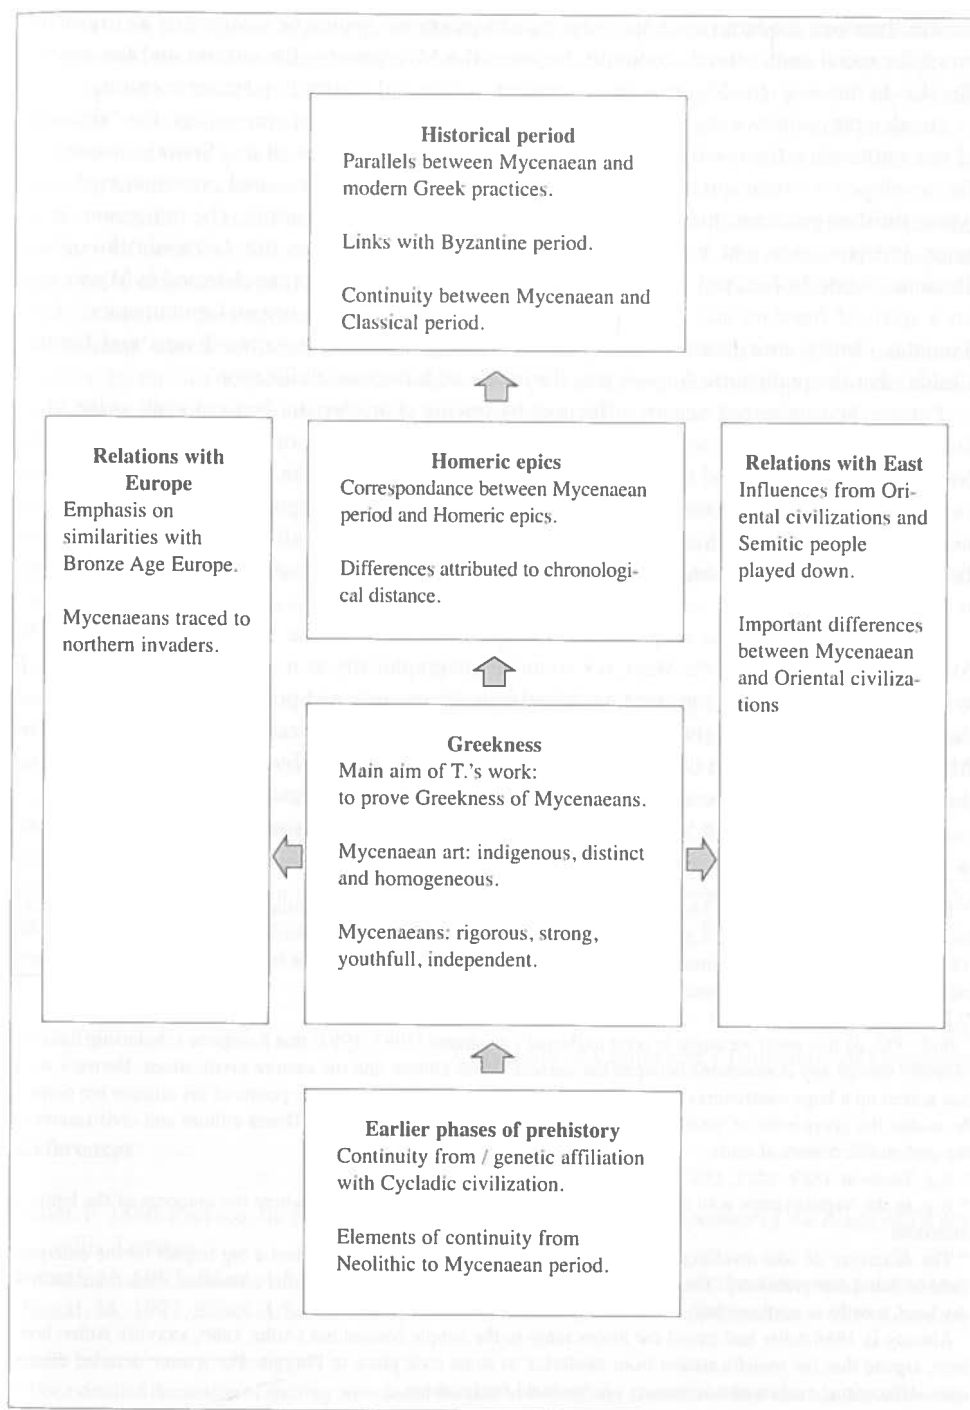 Historical period
Parallels between Mycenaean and
modern Greek practices.
Links with Byzantine period.
Continuity between Mycenaean and
Classical period.
Relations with
Europe
Emphasis on
similarities with
Bronze Age Europe.
Mycenaeans traced to
northern invaders.
Homeric epics
Correspondance between Mycenaean
period and Homeric epics.
Differences attributed to chronologi-
cal distance.
Relations with East
Influences from Ori-
ental civilizations and
Semitic people
played down.
Important differences
between Mycenaean
and Oriental civiliza-
tions
Greekness
Main aim of T.'s work:
to prove Greekness of Mycenaeans.
Mycenaean art: indigenous, distinct
and homogeneous.
Mycenaeans: rigorous, strong,
youthfull, independent.
Earlier phases of prehistory
Continuity from / genetic affiliation
with Cycladic civilization.
Elements of continuity from
Neolithic to Mycenaean period.